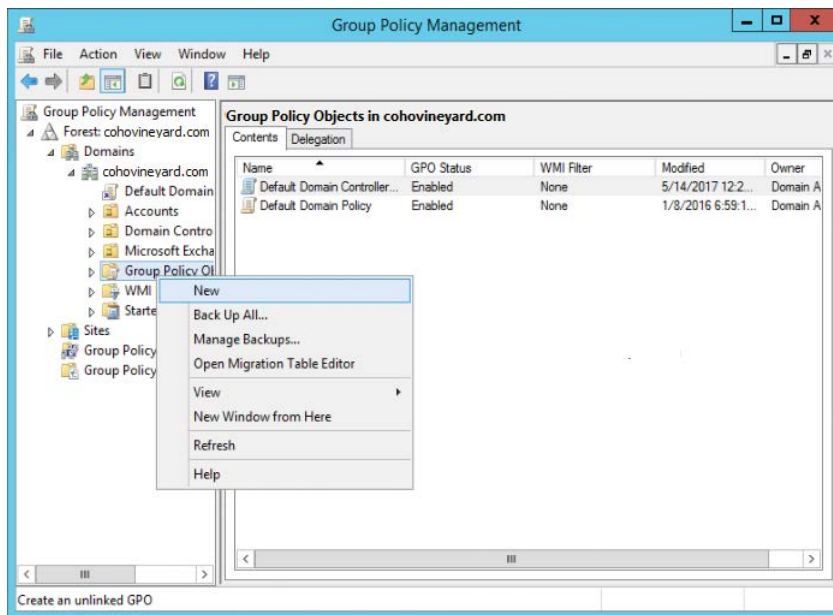 Group Policy Management
File Action View Window Help
Group Policy Management
Forest: cohovineyard.com
Domains
cohovineyard.com
Default Domain
Accounts
Domain Contro
Microsoft Excha
Group Policy Ob
WMI
Starte
Sites
Group Policy
Group Policy
Group Policy Objects in cohovineyard.com
Contents Delegation
Name GPO Status WMI Filter Modified Owner
Default Domain Controller... Enabled None 5/14/2017 12:2... Domain A
Default Domain Policy Enabled None 1/8/2016 6:59:1... Domain A
New
Back Up All...
Manage Backups...
Open Migration Table Editor
View
New Window from Here
Refresh
Help
Create an unlinked GPO